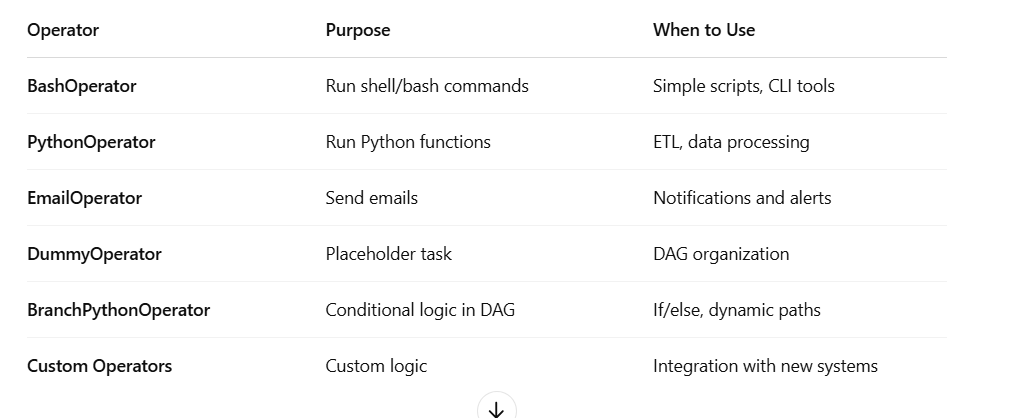 Operator Purpose When to Use
BashOperator Run shell/bash commands Simple scripts, CLI tools
PythonOperator Run Python functions ETL, data processing
EmailOperator Send emails Notifications and alerts
DummyOperator Placeholder task DAG organization
BranchPythonOperator Conditional logic in DAG If/else, dynamic paths
Custom Operators Custom logic Integration with new systems